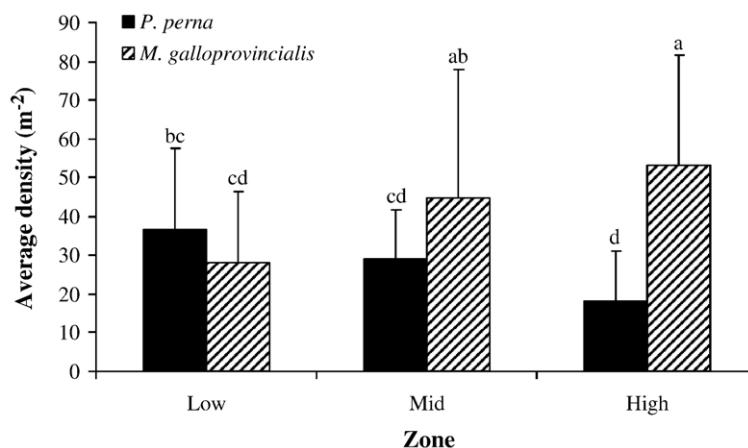 90
80
70
60
50
40
30
20
10
0
Average density (m⁻²)
P. perna
M. galloprovincialis
bc
cd
cd
ab
d
a
Low
Mid
High
Zone